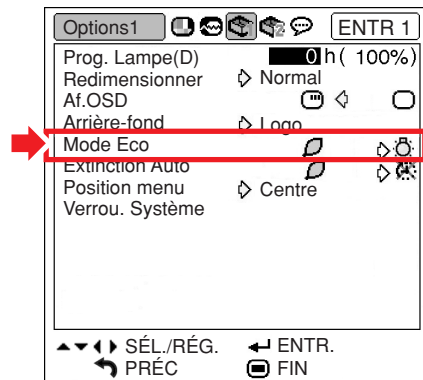 Options1 ENTR 1
Prog. Lampe(D) 0 h ( 100%)
Redimensionner Normal
Af.OSD
Arrière-fond Logo
Mode Eco
Extinction Auto
Position menu Centre
Verrou. Système
SÉL./RÉG. ENTR.
PRÉC FIN